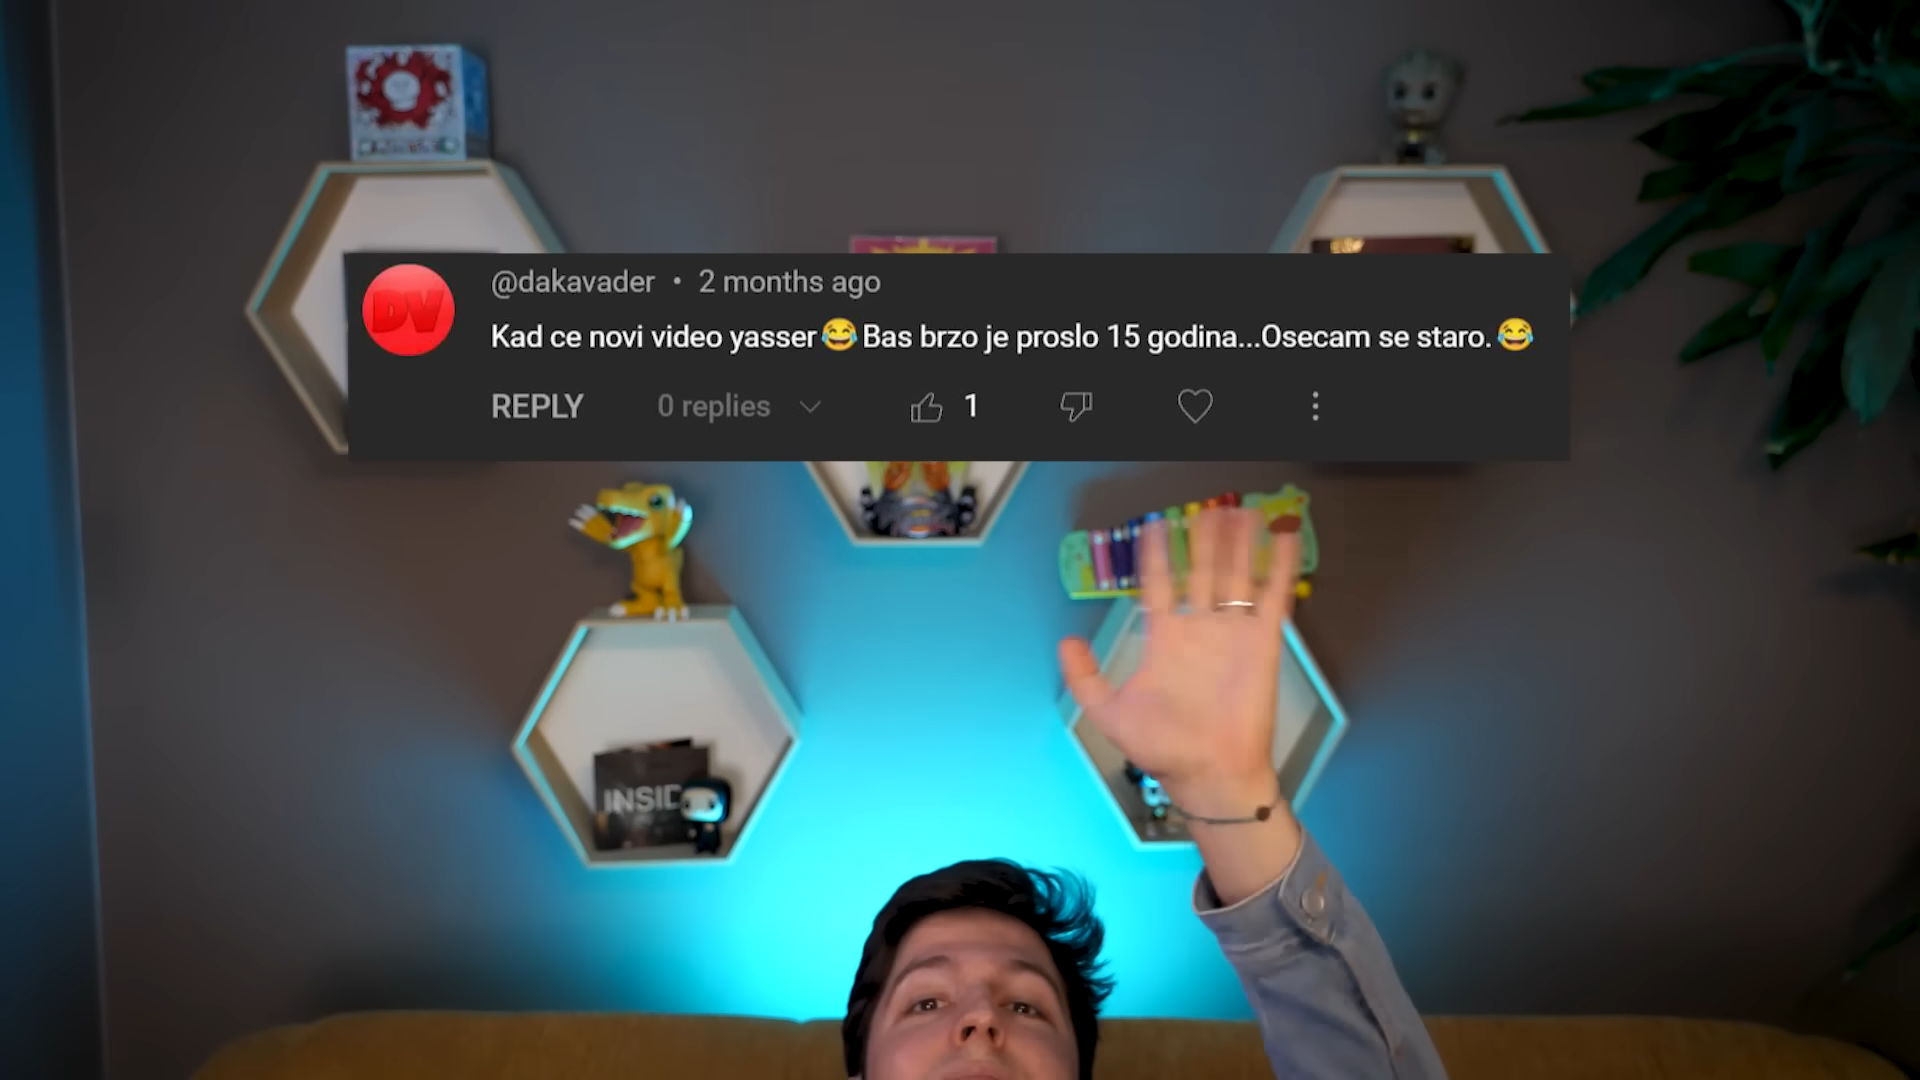 @dakavader • 2 months ago
DV
Kad ce novi video yasser😂Bas brzo je proslo 15 godina...Osecam se staro.😂
REPLY 0 replies 1
INSID